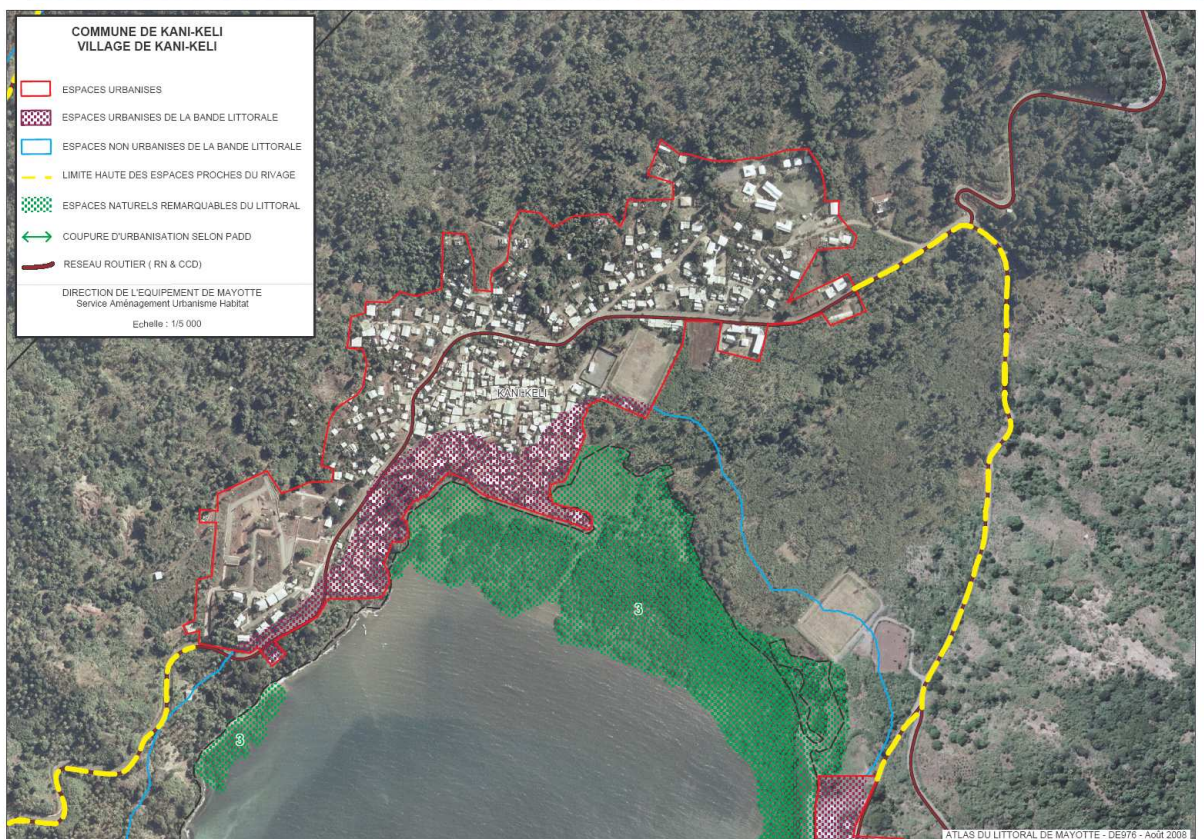 COMMUNE DE KANI-KELI
VILLAGE DE KANI-KELI
ESPACES URBANISES
ESPACES URBANISES DE LA BANDE LITTORALE
ESPACES NON URBANISES DE LA BANDE LITTORALE
LIMITE HAUTE DES ESPACES PROCHES DU RIVAGE
ESPACES NATURELS REMARQUABLES DU LITTORAL
COUPURE D'URBANISATION SELON PADD
RESEAU ROUTIER ( RN & CCD)
DIRECTION DE L'EQUIPEMENT DE MAYOTTE
Service Aménagement Urbanisme Habitat
Echelle : 1/5 000
KANI-KELI
3
3
ATLAS DU LITTORAL DE MAYOTTE - DE976 - Août 2006